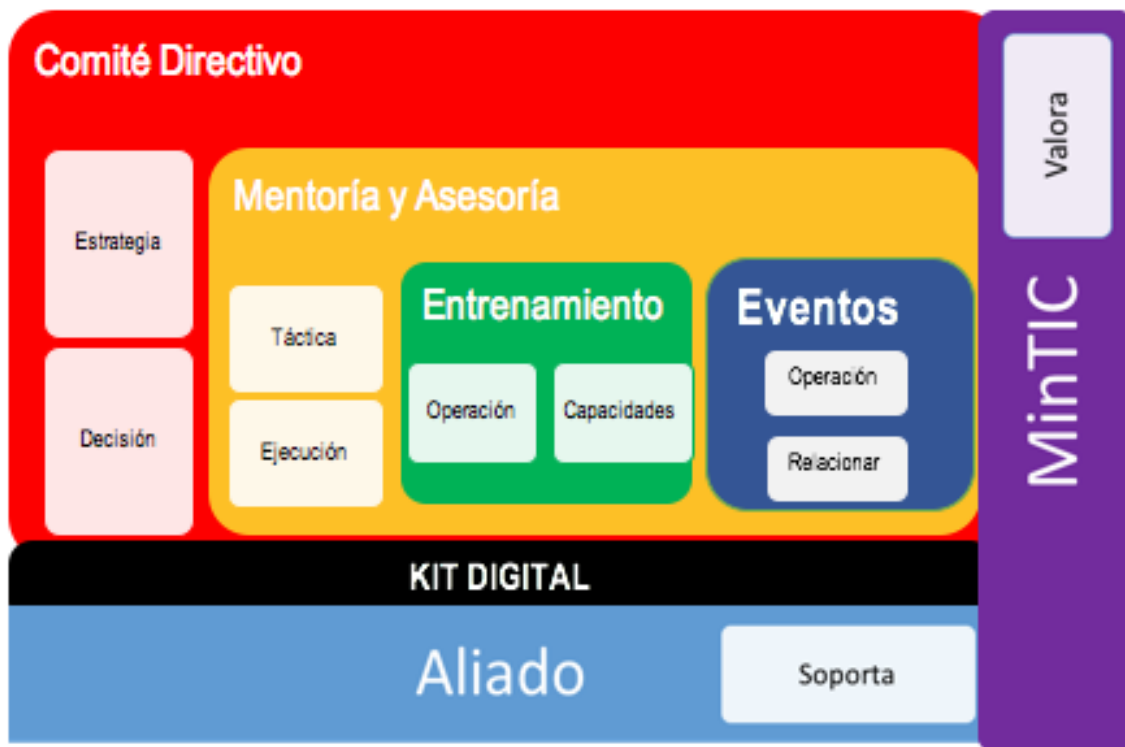 Comité Directivo
Estrategia
Decisión
Mentoría y Asesoría
Táctica
Ejecución
Entrenamiento
Operación
Capacidades
Eventos
Operación
Relacionar
KIT DIGITAL
Aliado
Soporta
Valora
MinTIC